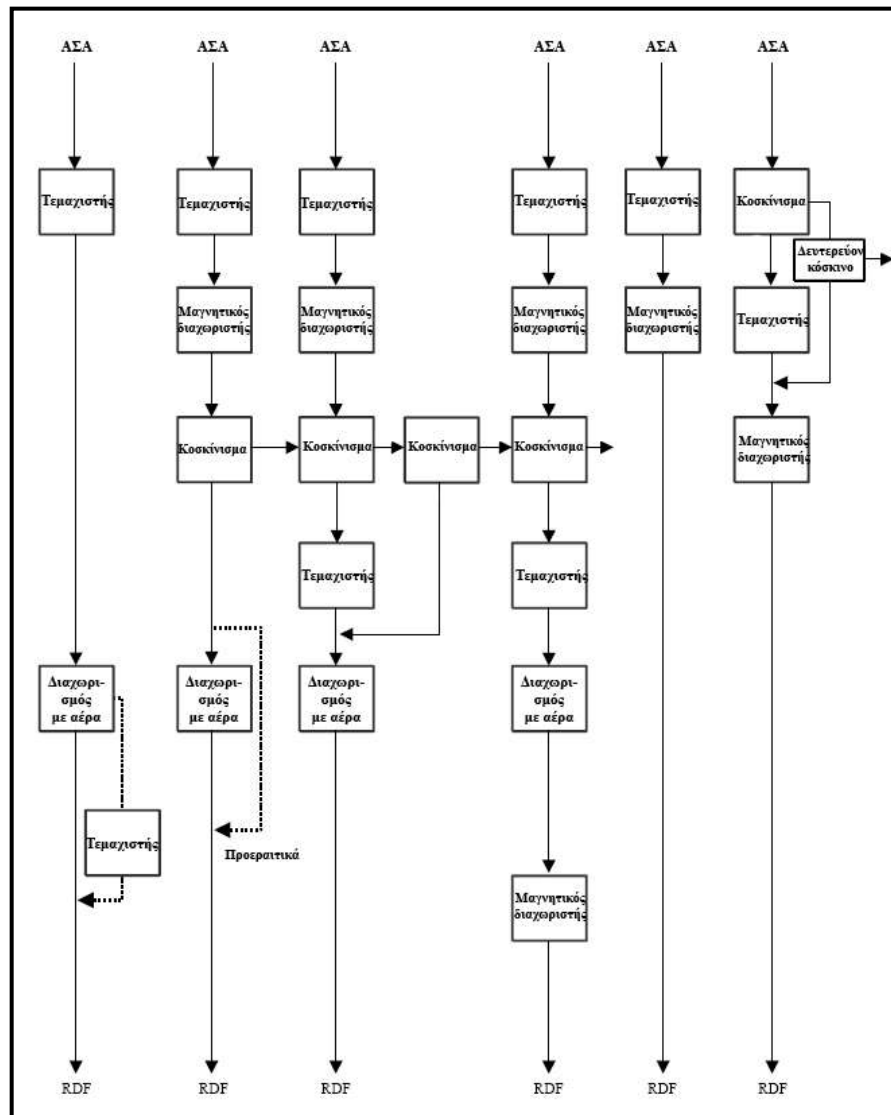 ΑΣΑ
ΑΣΑ
ΑΣΑ
ΑΣΑ
ΑΣΑ
ΑΣΑ
Τεμαχιστής
Τεμαχιστής
Τεμαχιστής
Τεμαχιστής
Τεμαχιστής
Κοσκίνισμα
Δευτερεύον
κόσκινο
Μαγνητικός
διαχωριστής
Μαγνητικός
διαχωριστής
Μαγνητικός
διαχωριστής
Μαγνητικός
διαχωριστής
Τεμαχιστής
Κοσκίνισμα
Κοσκίνισμα
Κοσκίνισμα
Κοσκίνισμα
Μαγνητικός
διαχωριστής
Τεμαχιστής
Τεμαχιστής
Διαχωρι-
σμός
με αέρα
Διαχωρι-
σμός
με αέρα
Διαχωρι-
σμός
με αέρα
Διαχωρι-
σμός
με αέρα
Τεμαχιστής
Προεραιτικά
Μαγνητικός
διαχωριστής
RDF
RDF
RDF
RDF
RDF
RDF